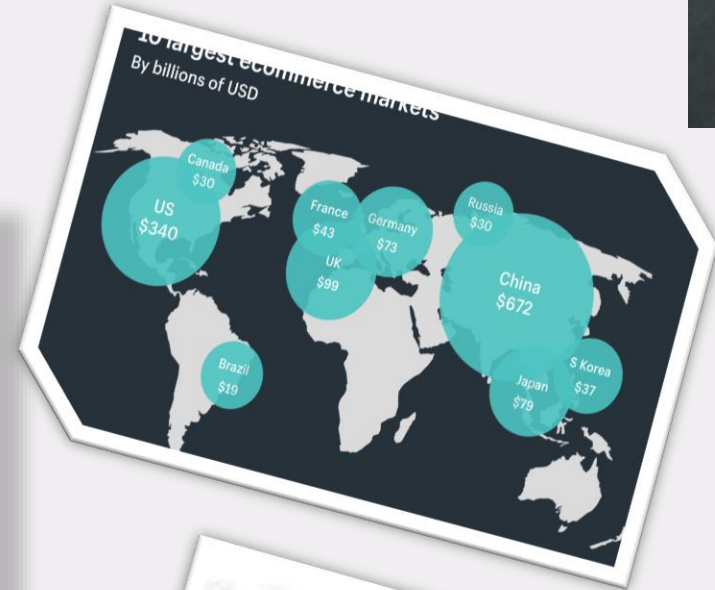 10 largest ecommerce markets
By billions of USD
Canada
$30
US
$340
France
$43
Germany
$73
UK
$99
Russia
$30
China
$672
Brazil
$19
Japan
$79
S Korea
$37